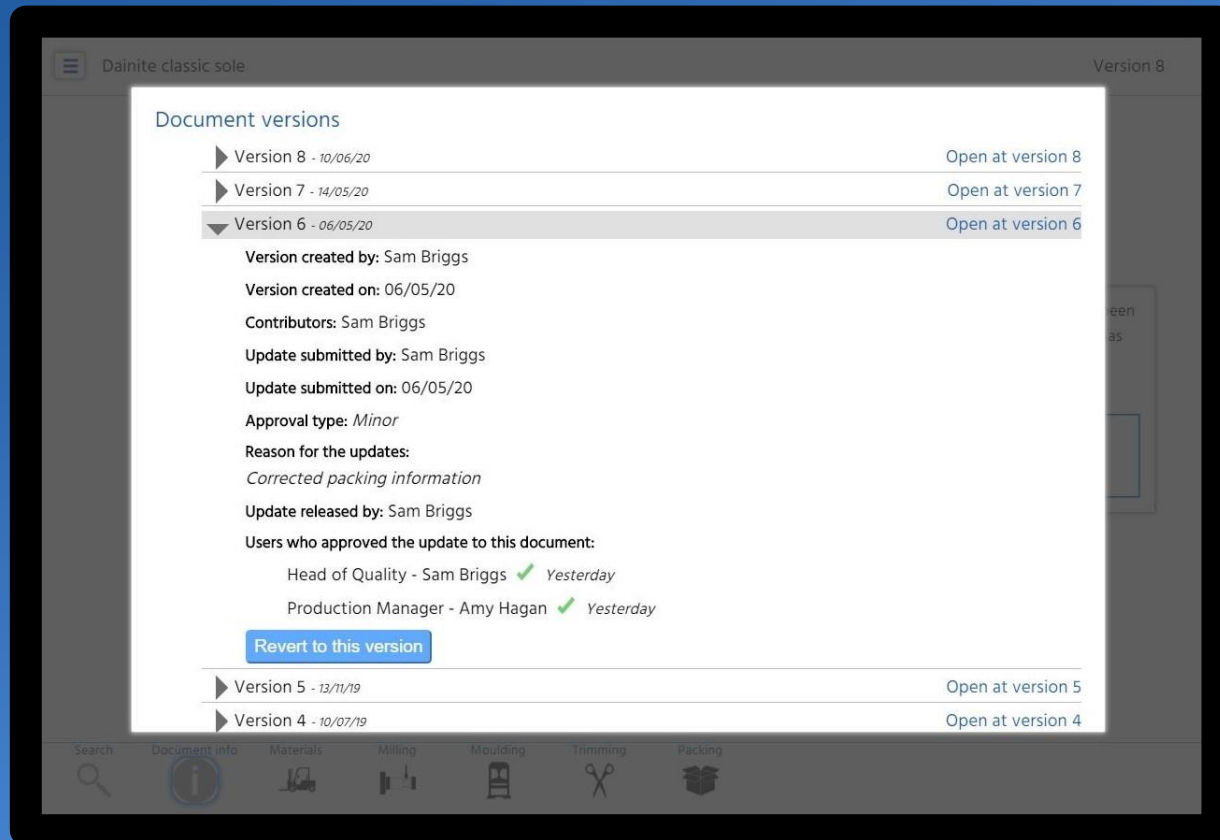 Dainite classic sole
Version 8
Document versions
Version 8 - 10/06/20
Open at version 8
Version 7 - 14/05/20
Open at version 7
Version 6 - 06/05/20
Open at version 6
Version created by: Sam Briggs
Version created on: 06/05/20
Contributors: Sam Briggs
Update submitted by: Sam Briggs
Update submitted on: 06/05/20
Approval type: Minor
Reason for the updates:
Corrected packing information
Update released by: Sam Briggs
Users who approved the update to this document:
Head of Quality - Sam Briggs Yesterday
Production Manager - Amy Hagan Yesterday
Revert to this version
Version 5 - 13/11/19
Open at version 5
Version 4 - 10/07/19
Open at version 4
Search Document info Materials Milling Moulding Trimming Packing